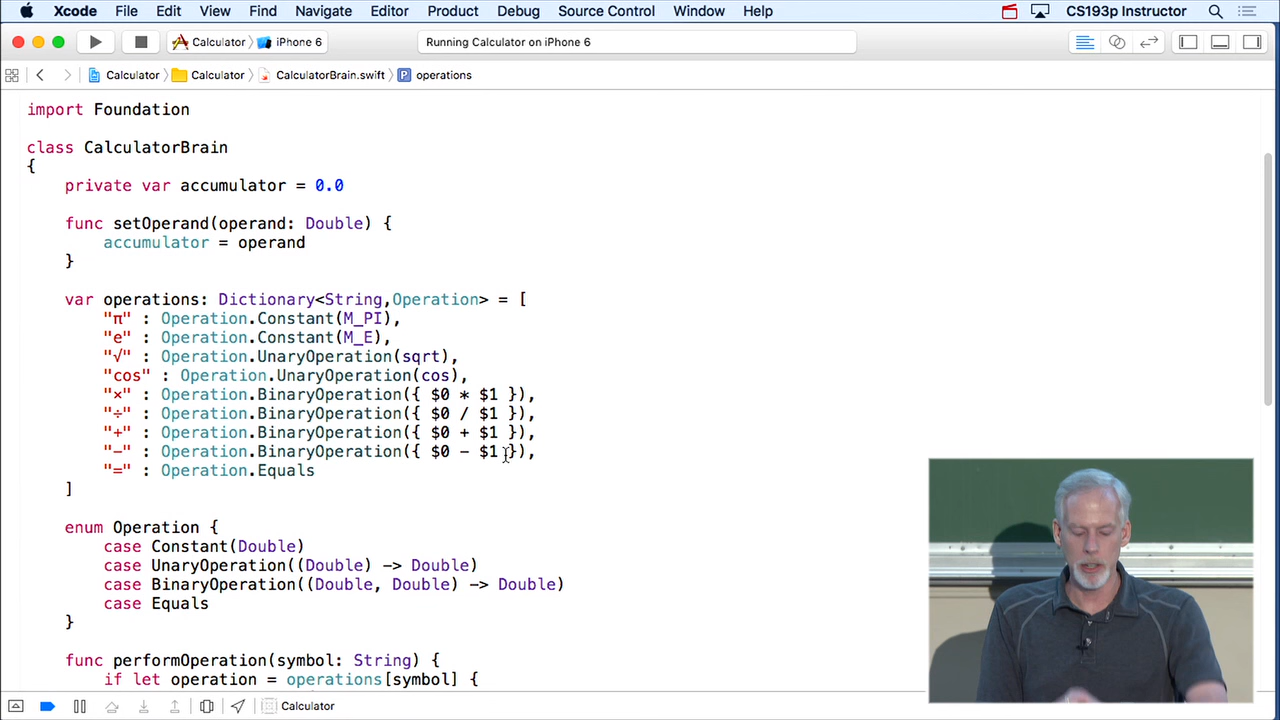 Xcode File Edit View Find Navigate Editor Product Debug Source Control Window Help CS193p Instructor
Calculator iPhone 6 Running Calculator on iPhone 6
Calculator Calculator CalculatorBrain.swift P operations
import Foundation
class CalculatorBrain
{
private var accumulator = 0.0
func setOperand(operand: Double) {
accumulator = operand
}
var operations: Dictionary<String,Operation> = [
"π" : Operation.Constant(M_PI),
"e" : Operation.Constant(M_E),
"√" : Operation.UnaryOperation(sqrt),
"cos" : Operation.UnaryOperation(cos),
"×" : Operation.BinaryOperation({ $0 * $1 }),
"÷" : Operation.BinaryOperation({ $0 / $1 }),
"+" : Operation.BinaryOperation({ $0 + $1 }),
"−" : Operation.BinaryOperation({ $0 - $1 }),
"=" : Operation.Equals
]
enum Operation {
case Constant(Double)
case UnaryOperation((Double) -> Double)
case BinaryOperation((Double, Double) -> Double)
case Equals
}
func performOperation(symbol: String) {
if let operation = operations[symbol] {
Calculator